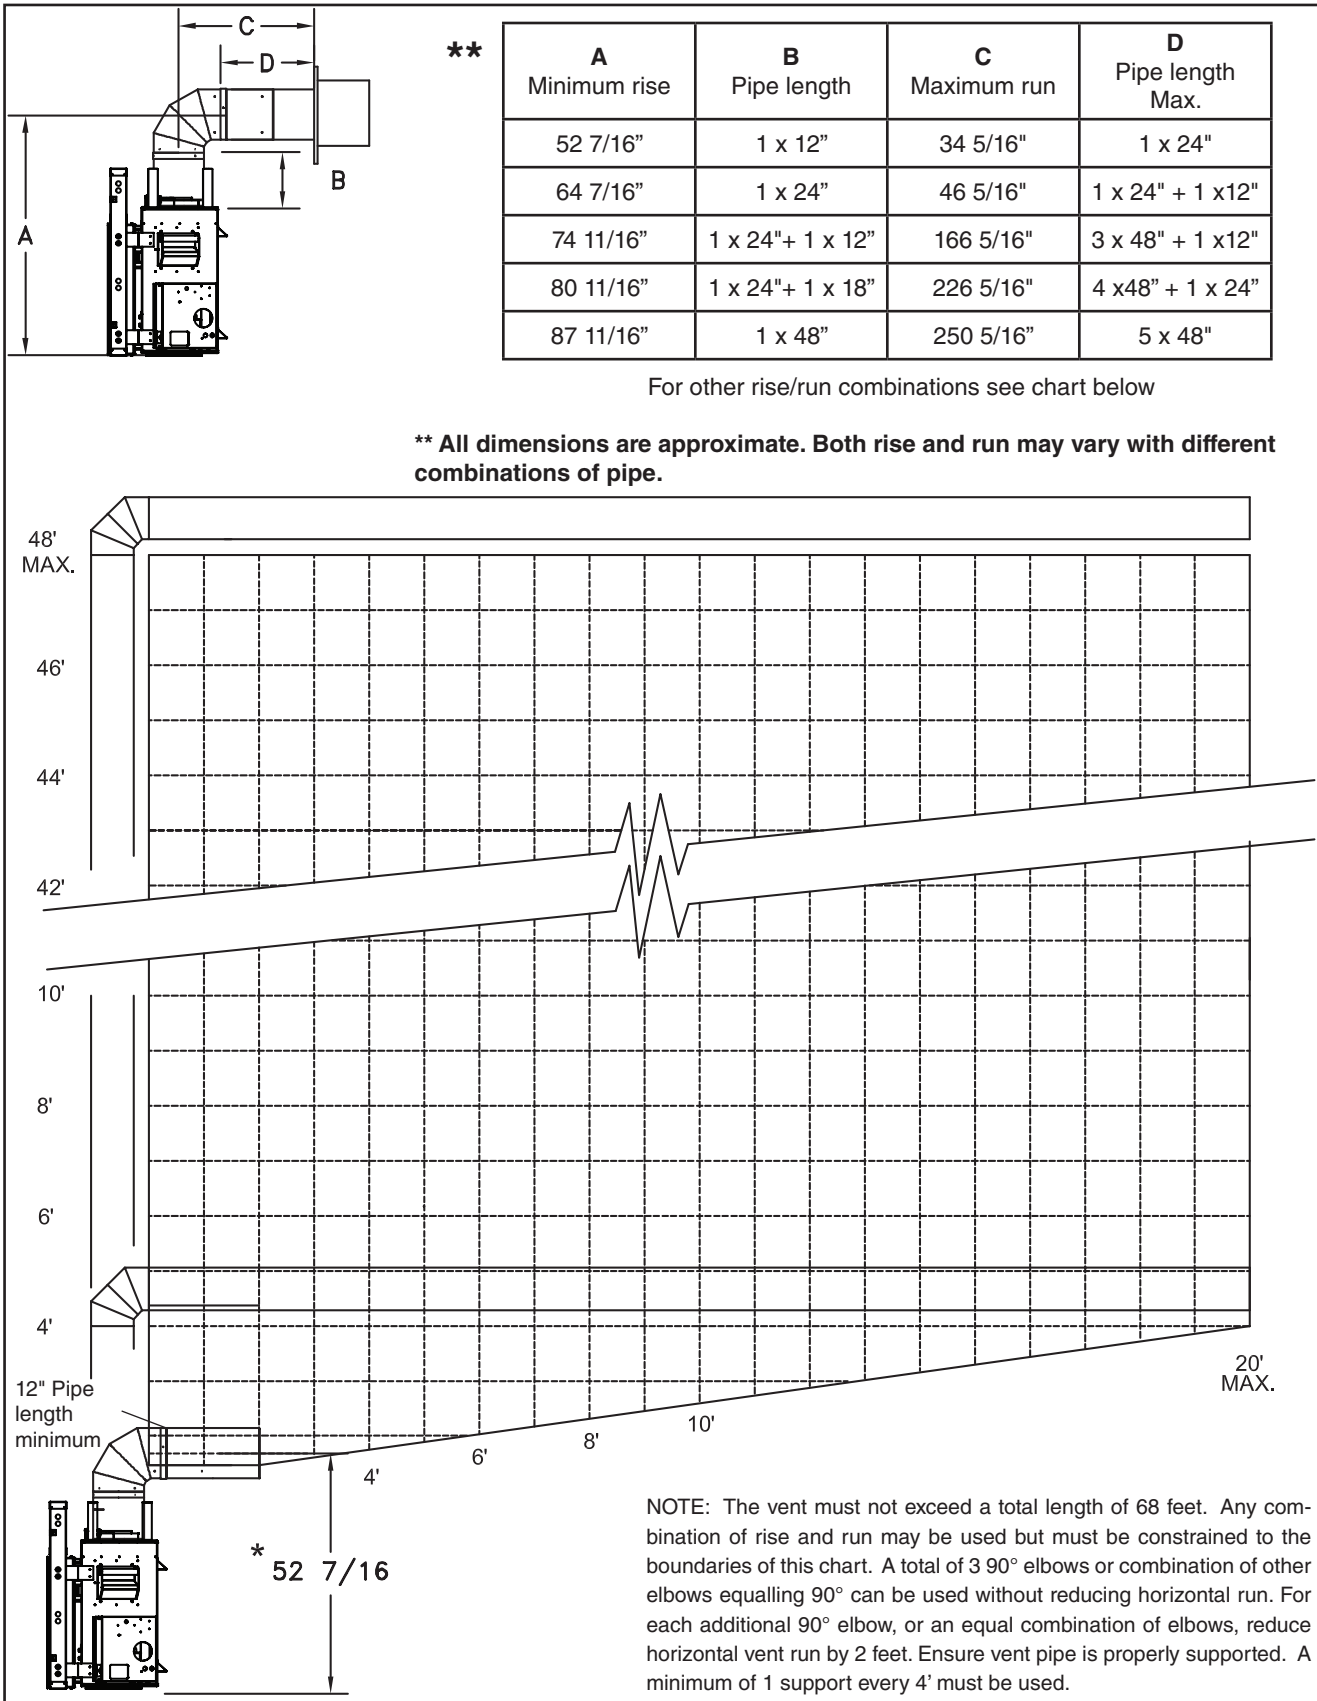 C
D
B
A
**
A
Minimum rise
B
Pipe length
C
Maximum run
D
Pipe length
Max.
52 7/16” 1 x 12” 34 5/16" 1 x 24"
64 7/16” 1 x 24” 46 5/16" 1 x 24" + 1 x12"
74 11/16” 1 x 24"+ 1 x 12” 166 5/16" 3 x 48" + 1 x12"
80 11/16” 1 x 24"+ 1 x 18” 226 5/16" 4 x48” + 1 x 24”
87 11/16” 1 x 48” 250 5/16” 5 x 48"
For other rise/run combinations see chart below
** All dimensions are approximate. Both rise and run may vary with different
combinations of pipe.
48'
MAX.
46'
44'
42'
10'
8'
6'
4'
12" Pipe
length
minimum
4'
6'
8'
10'
20'
MAX.
* 52 7/16
NOTE: The vent must not exceed a total length of 68 feet. Any com-
bination of rise and run may be used but must be constrained to the
boundaries of this chart. A total of 3 90° elbows or combination of other
elbows equalling 90° can be used without reducing horizontal run. For
each additional 90° elbow, or an equal combination of elbows, reduce
horizontal vent run by 2 feet. Ensure vent pipe is properly supported. A
minimum of 1 support every 4’ must be used.